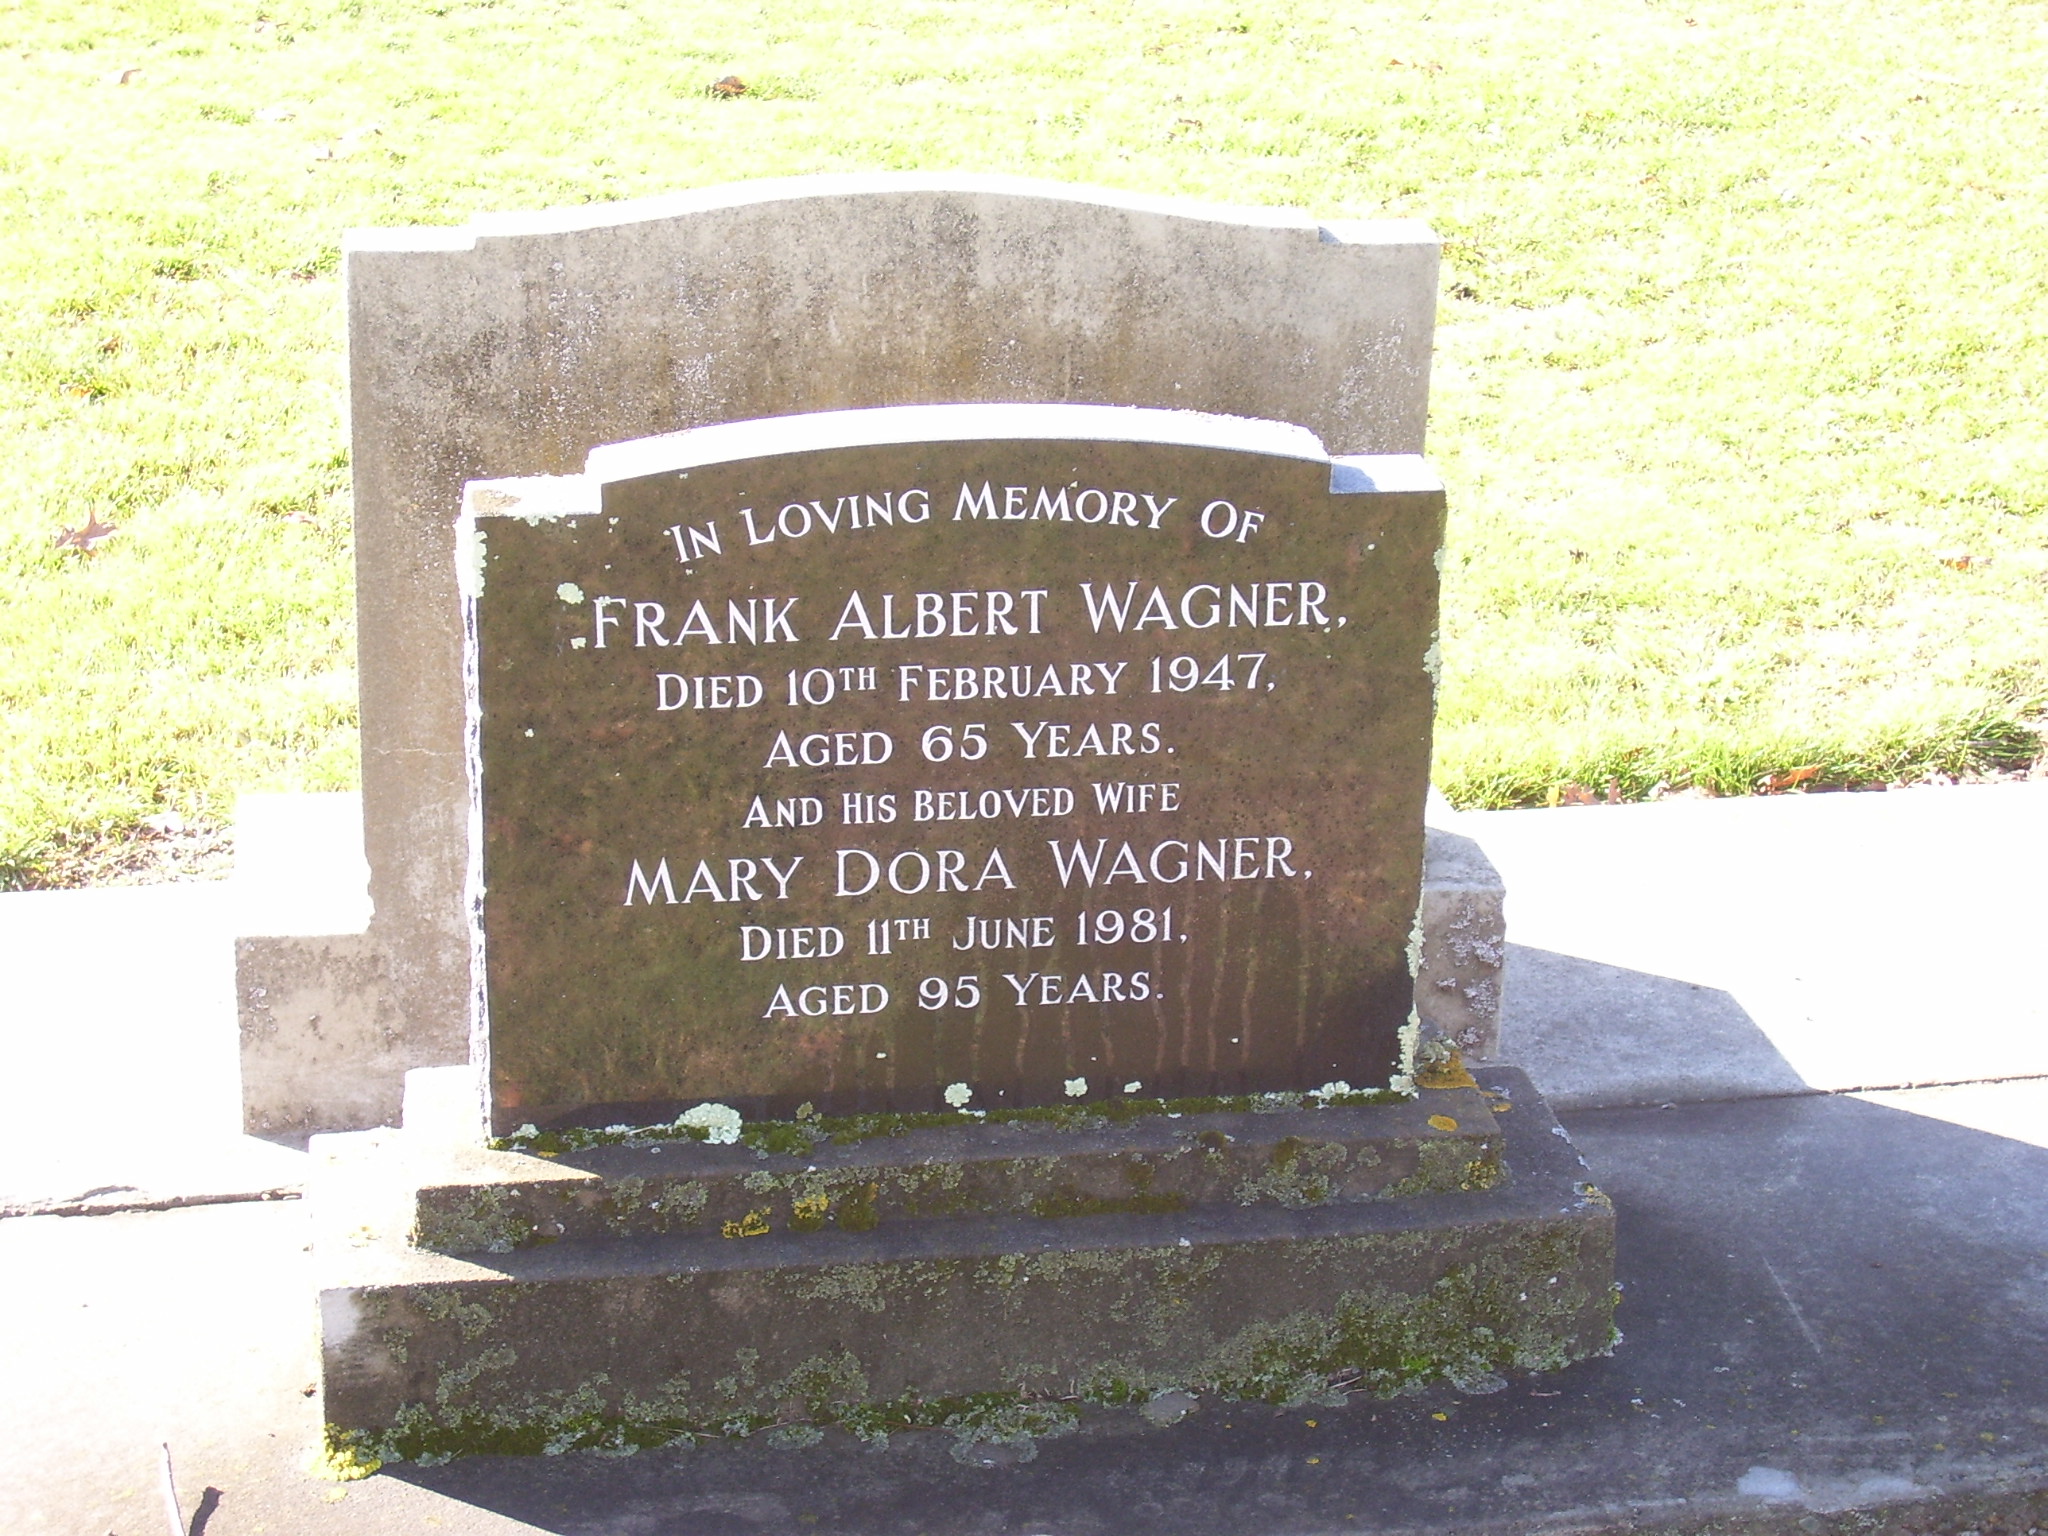 In Loving Memory Of
Frank Albert Wagner,
Died 10th February 1947,
Aged 65 Years.
And His Beloved Wife
Mary Dora Wagner,
Died 11th June 1981,
Aged 95 Years.